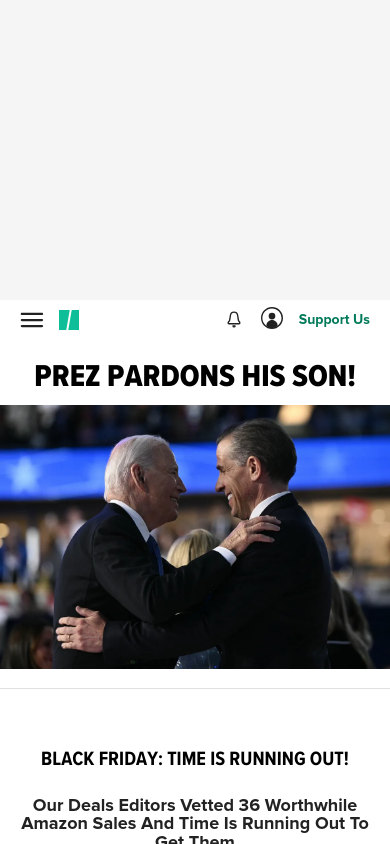 Support Us
PREZ PARDONS HIS SON!
BLACK FRIDAY: TIME IS RUNNING OUT!
Our Deals Editors Vetted 36 Worthwhile
Amazon Sales And Time Is Running Out To
Get Them